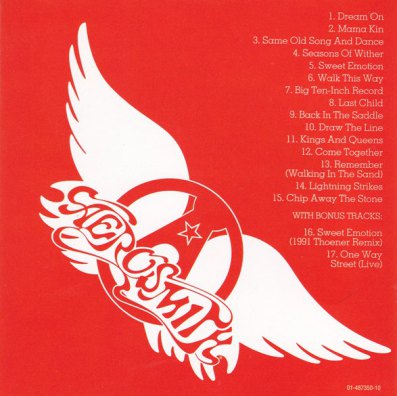 1. Dream On
2. Mama Kin
3. Same Old Song And Dance
4. Seasons Of Wither
5. Sweet Emotion
6. Walk This Way
7. Big Ten-Inch Record
8. Last Child
9. Back In The Saddle
10. Draw The Line
11. Kings And Queens
12. Come Together
13. Remember
(Walking In The Sand)
14. Lightning Strikes
15. Chip Away The Stone
WITH BONUS TRACKS:
16. Sweet Emotion
(1991 Thoener Remix)
17. One Way
Street (Live)
AEROSMITH
01-487350-10